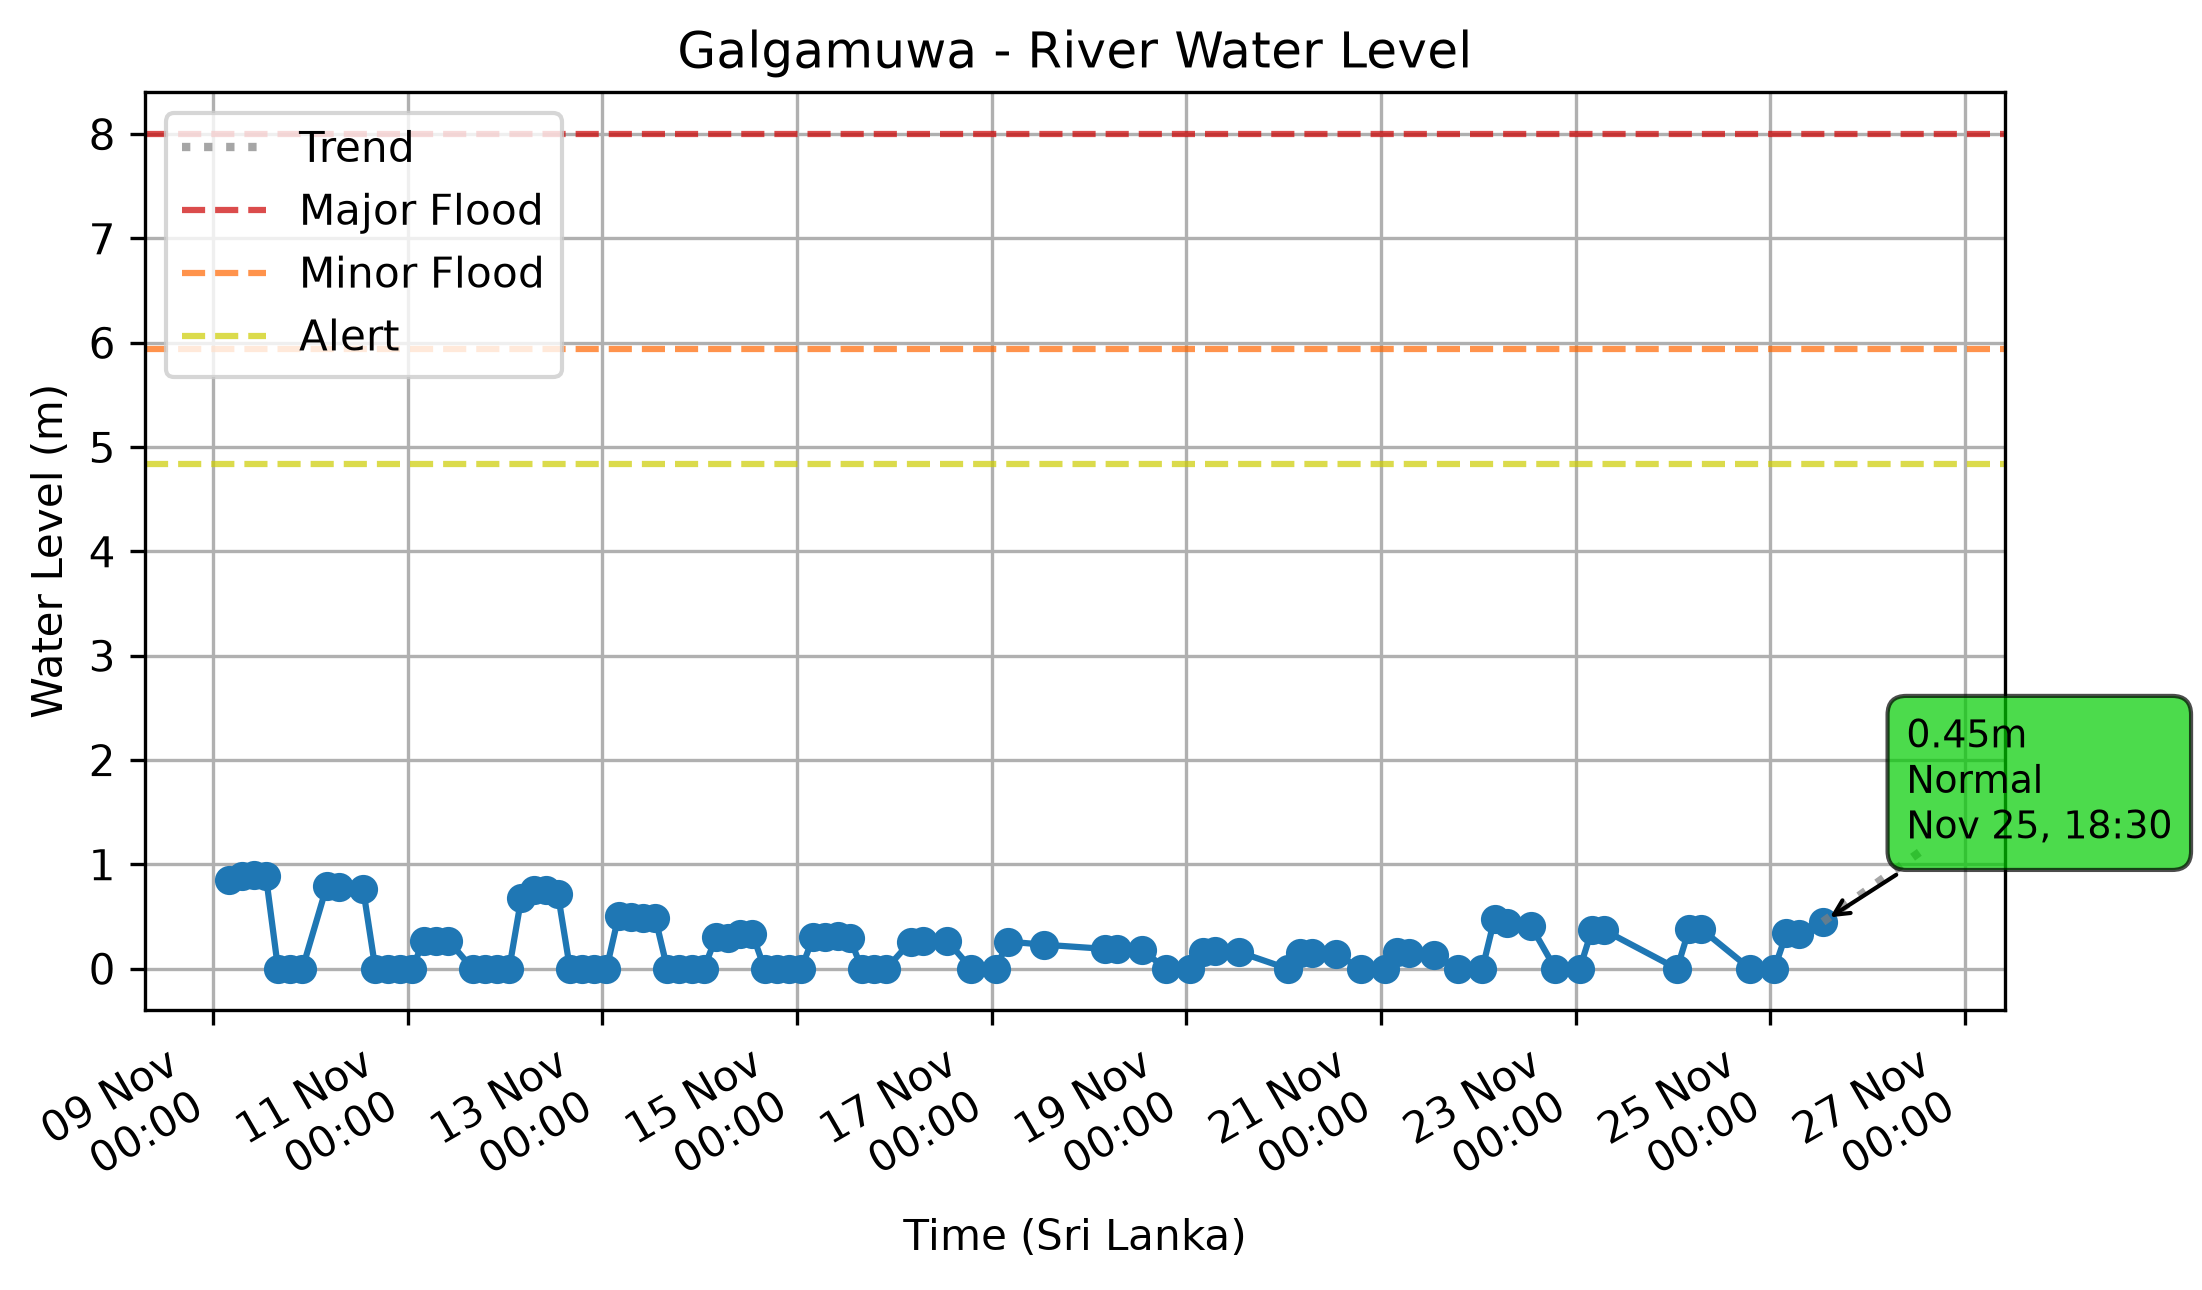 Galgamuwa - River Water Level
Trend
Major Flood
Minor Flood
Alert
8
7
6
5
4
3
2
1
0
Water Level (m)
0.45m
Normal
Nov 25, 18:30
09 Nov
00:00
11 Nov
00:00
13 Nov
00:00
15 Nov
00:00
17 Nov
00:00
19 Nov
00:00
21 Nov
00:00
23 Nov
00:00
25 Nov
00:00
27 Nov
00:00
Time (Sri Lanka)